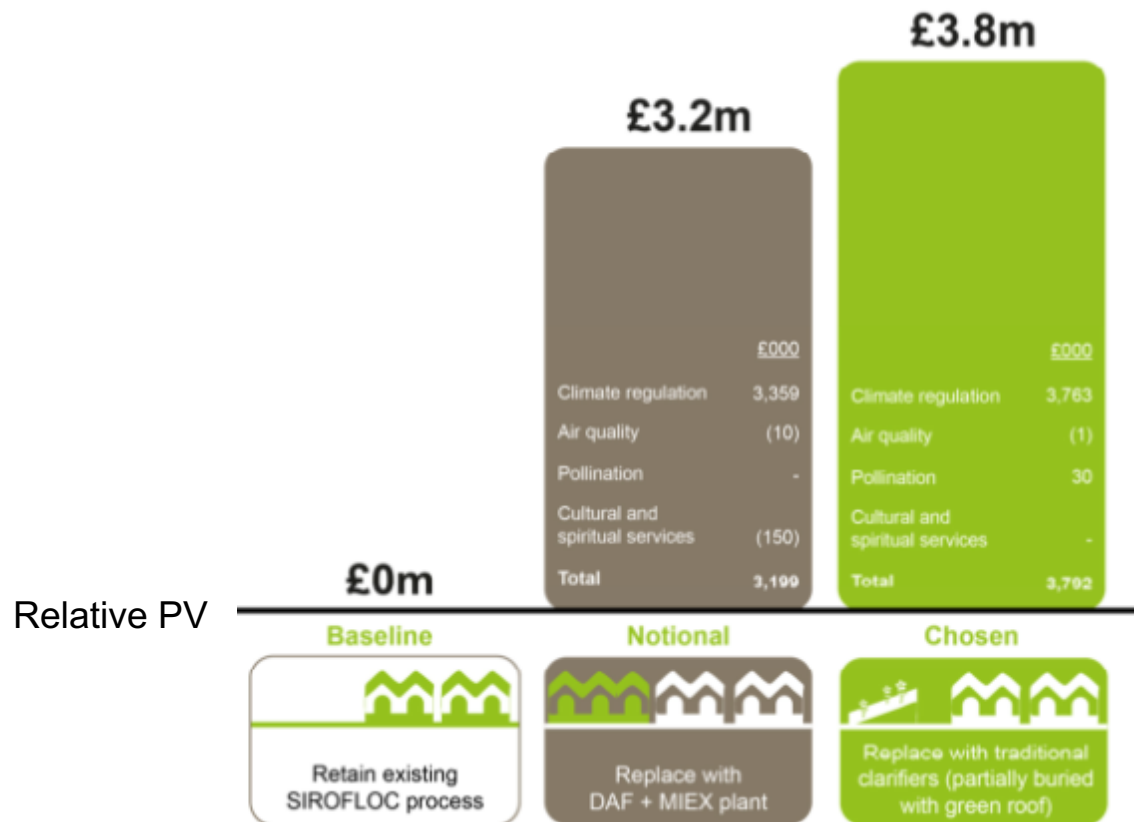 £3.8m
£3.2m
£000
Climate regulation 3,359
Air quality (10)
Pollination -
Cultural and
spiritual services (150)
Total 3,199
£000
Climate regulation 3,763
Air quality (1)
Pollination 30
Cultural and
spiritual services -
Total 3,792
£0m
Relative PV
Baseline
Notional
Chosen
Retain existing
SIROFLOC process
Replace with
DAF + MIEX plant
Replace with traditional
clarifiers (partially buried
with green roof)